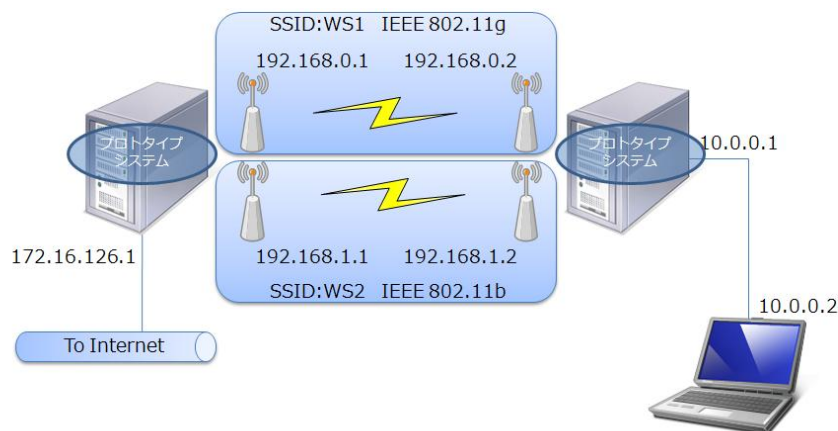 SSID:WS1 IEEE 802.11g
192.168.0.1 192.168.0.2
プロトタイプ
システム
プロトタイプ
システム
10.0.0.1
172.16.126.1
192.168.1.1 192.168.1.2
SSID:WS2 IEEE 802.11b
10.0.0.2
To Internet